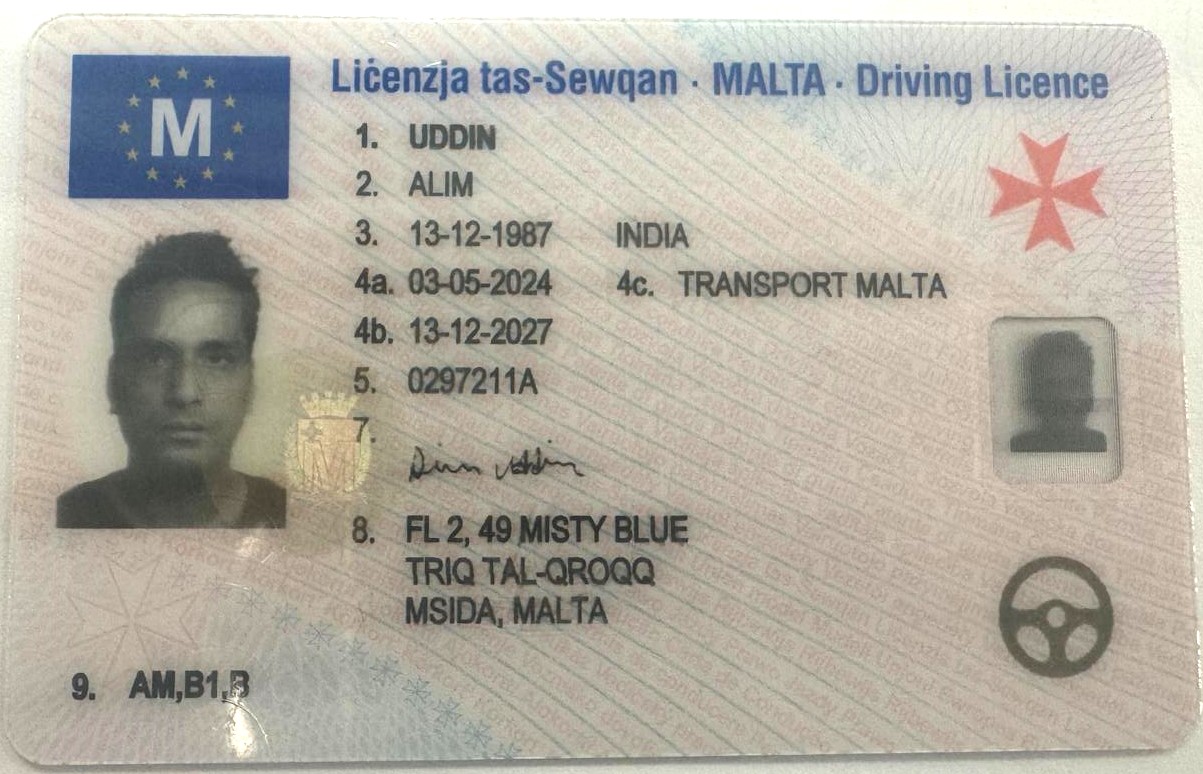 M
Liċenzja tas-Sewqan · MALTA · Driving Licence
1. UDDIN
2. ALIM
3. 13-12-1987 INDIA
4a. 03-05-2024 4c. TRANSPORT MALTA
4b. 13-12-2027
5. 0297211A
7.
8. FL 2, 49 MISTY BLUE
TRIQ TAL-QROQQ
MSIDA, MALTA
9. AM,B1,B